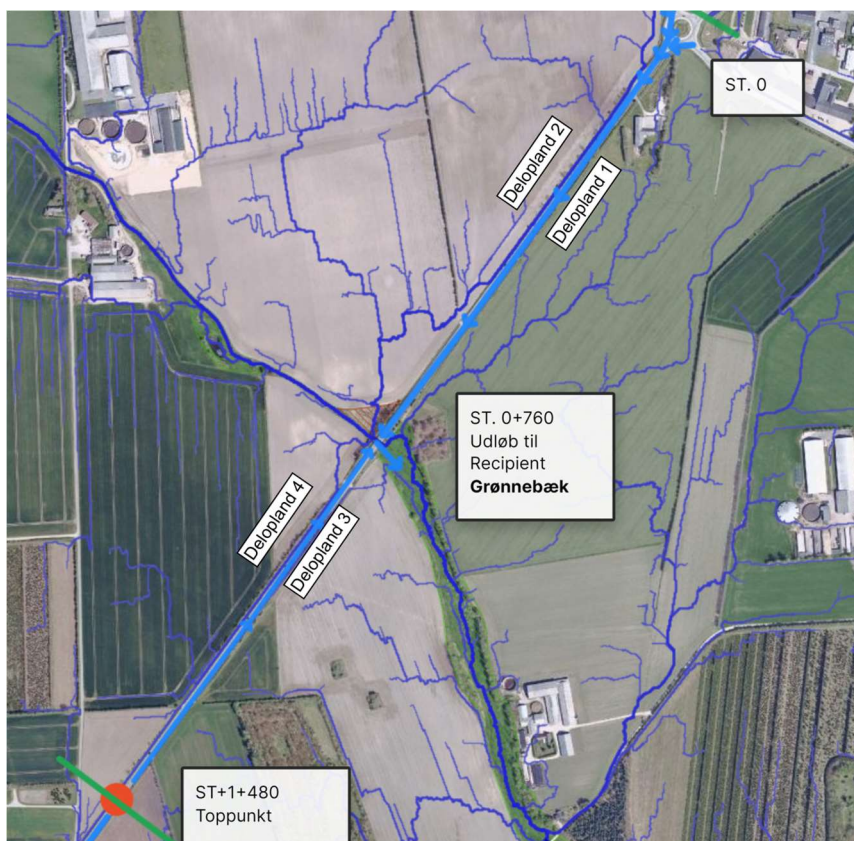 ST. 0
Delopland 2
Delopland 1
ST. 0+760
Udløb til
Recipient
Grønnebæk
Delopland 4
Delopland 3
ST+1+480
Toppunkt